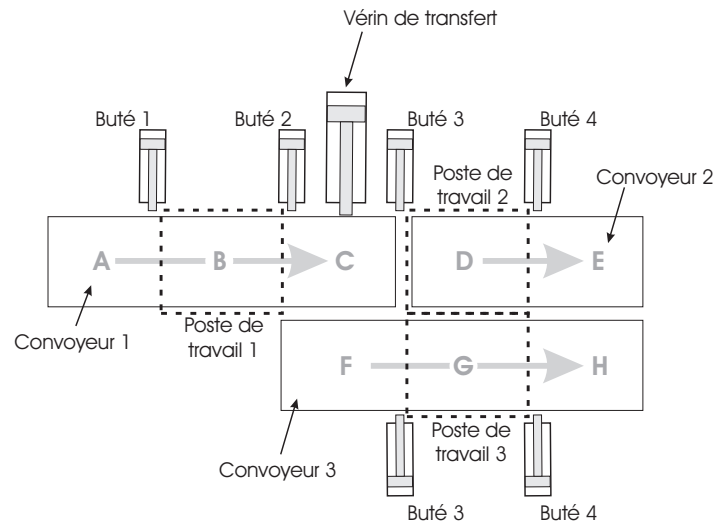 Vérin de transfert
Buté 1
Buté 2
Buté 3
Buté 4
Poste de
travail 2
Convoyeur 2
A
B
C
D
E
Convoyeur 1
Poste de
travail 1
F
G
H
Convoyeur 3
Poste de
travail 3
Buté 3
Buté 4